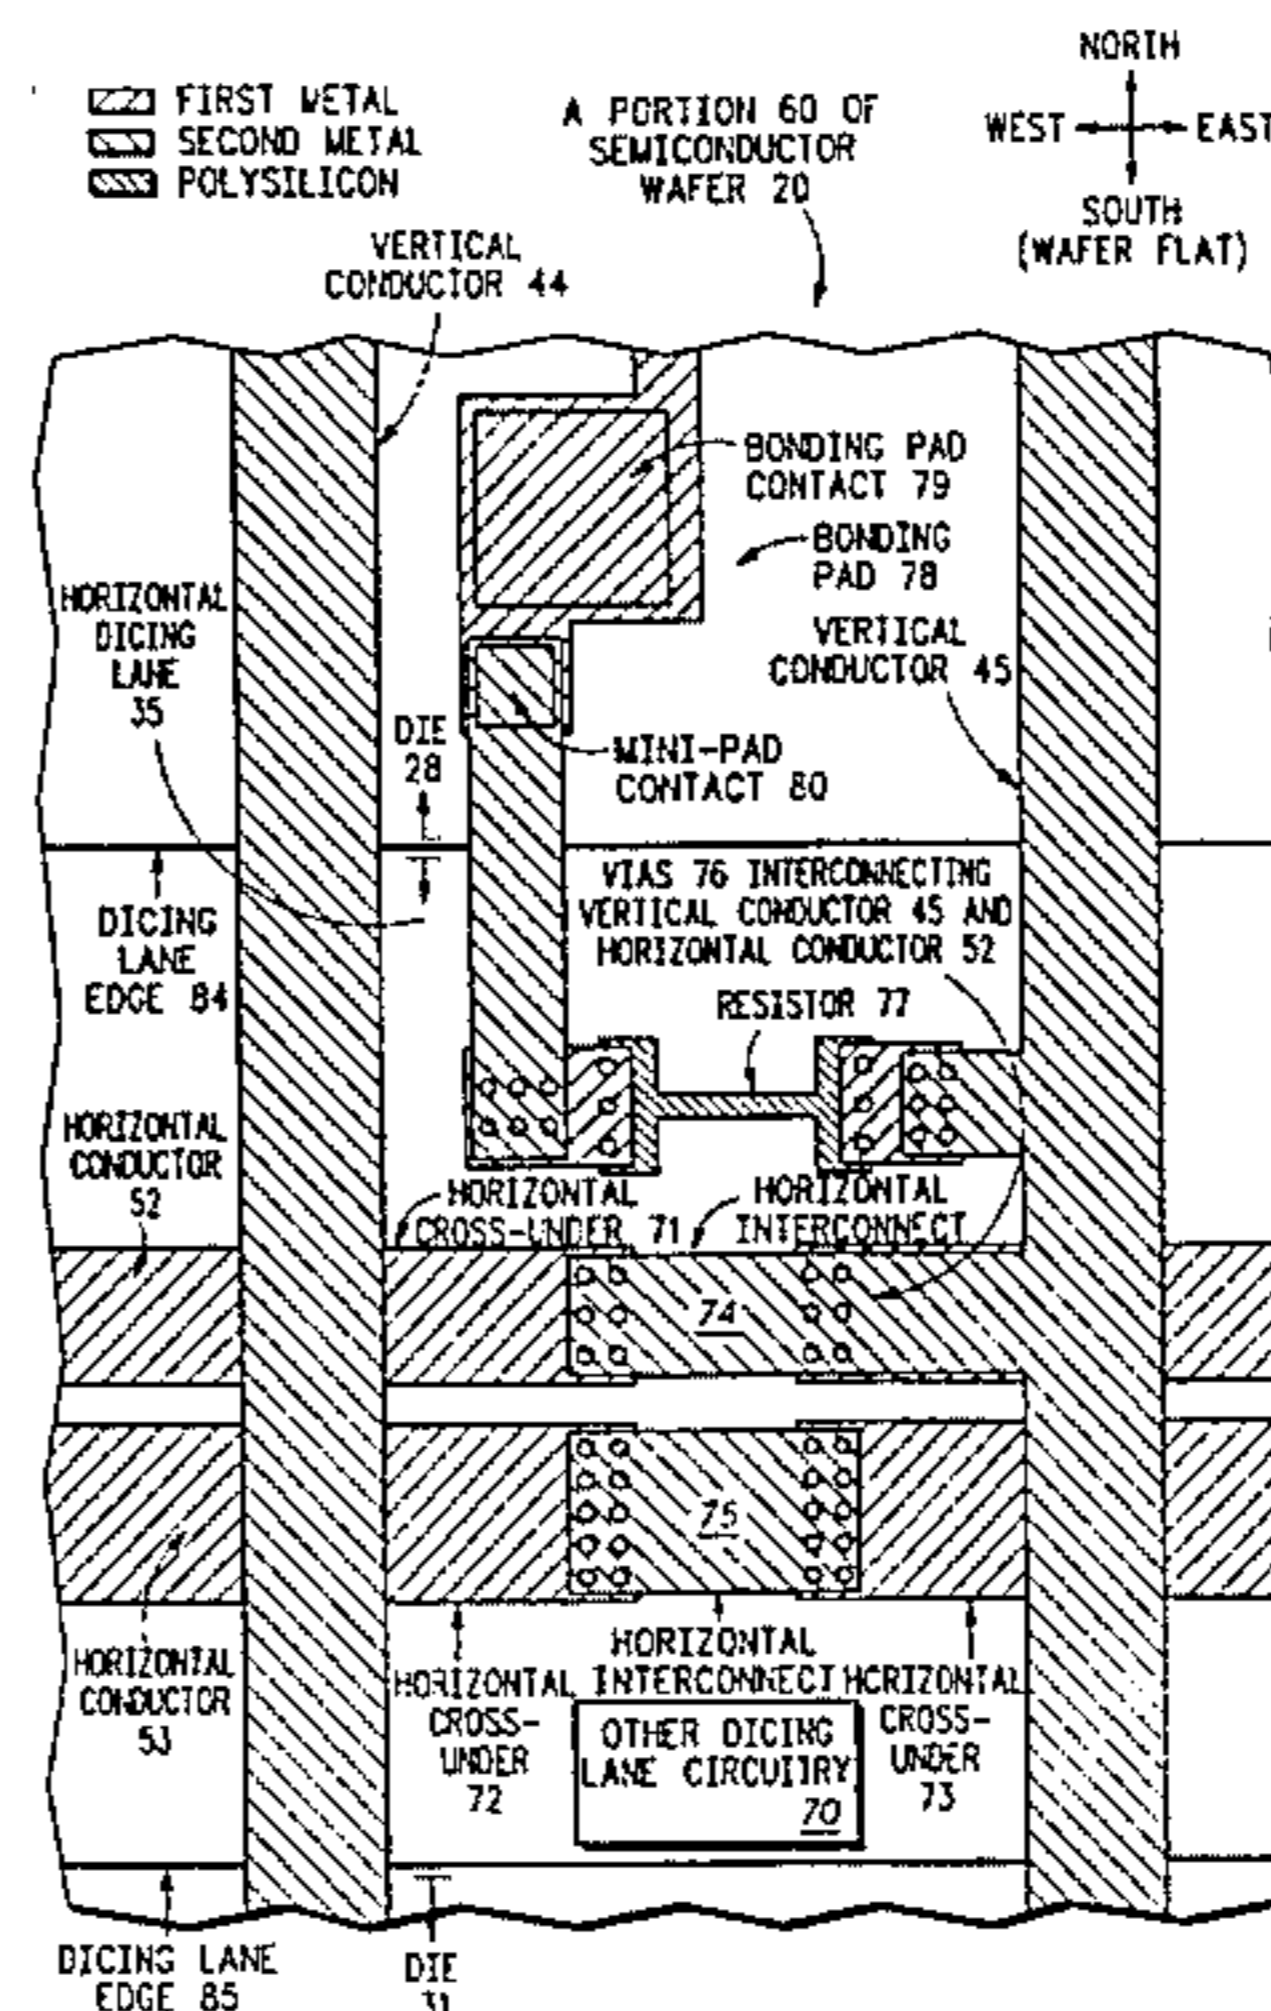 FIRST METAL
SECOND METAL
POLYSILICON
A PORTION 60 OF
SEMICONDUCTOR
WAFER 20
NORTH
WEST EAST
SOUTH
(WAFER FLAT)
VERTICAL
CONDUCTOR 44
BONDING PAD
CONTACT 79
BONDING
PAD 78
HORIZONTAL
DICING
LANE
35
VERTICAL
CONDUCTOR 45
DIE
28
MINI-PAD
CONTACT 80
DICING
LANE
EDGE 84
VIAS 76 INTERCONNECTING
VERTICAL CONDUCTOR 45 AND
HORIZONTAL CONDUCTOR 52
RESISTOR 77
HORIZONTAL
CONDUCTOR
52
HORIZONTAL
CROSS-UNDER 71
HORIZONTAL
INTERCONNECT
74
75
HORIZONTAL
CONDUCTOR
53
HORIZONTAL
CROSS-
UNDER
72
HORIZONTAL
INTERCONNECT
HORIZONTAL
CROSS-
UNDER
73
OTHER DICING
LANE CIRCUITRY
70
DICING LANE
EDGE 85
DIE
31